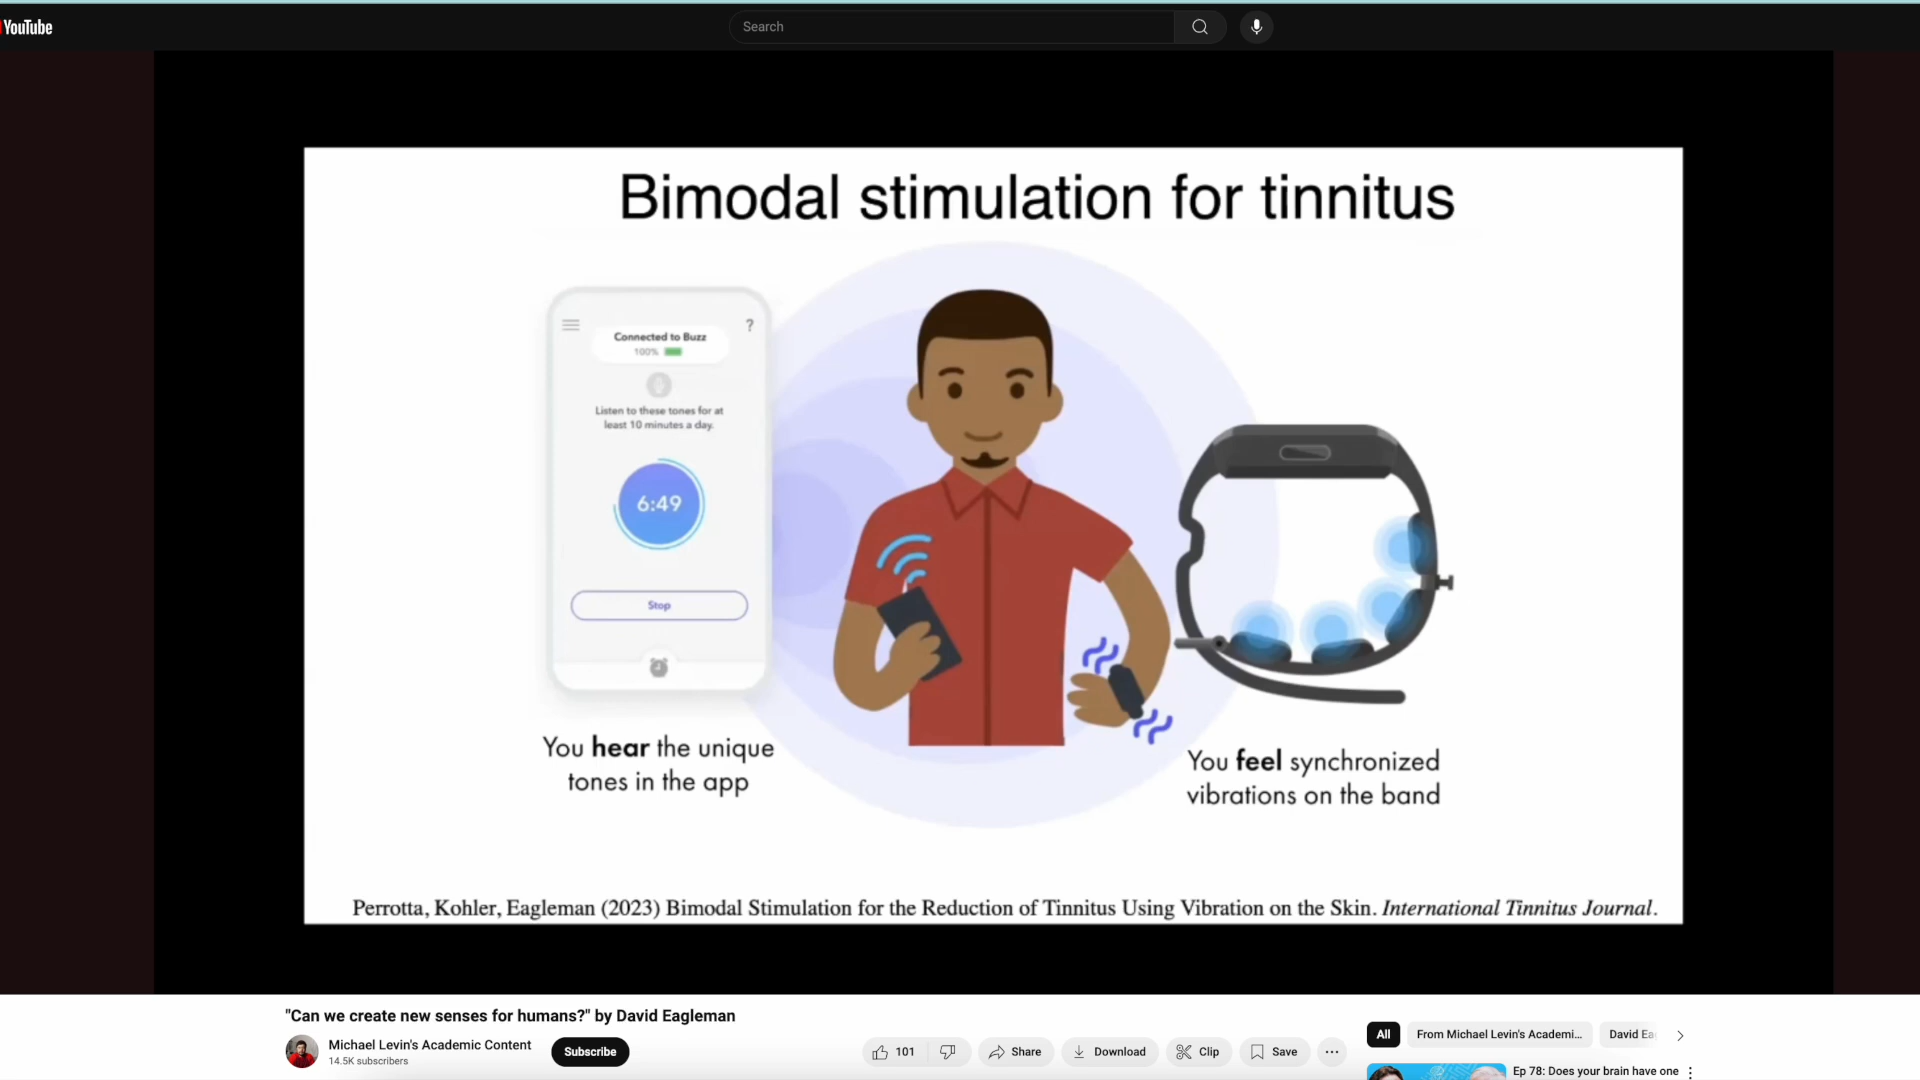 YouTube
Search
Bimodal stimulation for tinnitus
?
Connected to Buzz
100%
Listen to these tones for at
least 10 minutes a day.
6:49
Stop
You hear the unique
tones in the app
You feel synchronized
vibrations on the band
Perrotta, Kohler, Eagleman (2023) Bimodal Stimulation for the Reduction of Tinnitus Using Vibration on the Skin. International Tinnitus Journal.
"Can we create new senses for humans?" by David Eagleman
Michael Levin's Academic Content
14.5K subscribers
Subscribe
101
Share
Download
Clip
Save
All
From Michael Levin's Academi...
David Ea
Ep 78: Does your brain have one